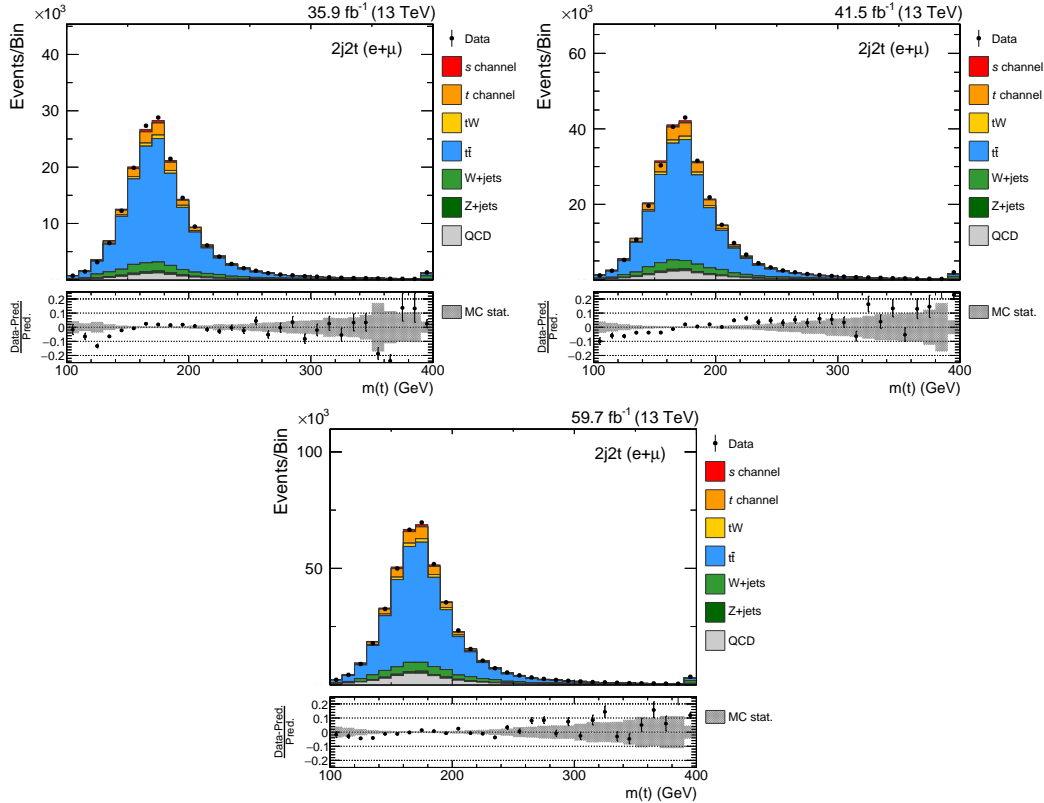 ×10³ 35.9 fb⁻¹ (13 TeV)
Events/Bin
2j2t (e+μ)
40
30
20
10
Data
s channel
t channel
tW
tt̄
W+jets
Z+jets
QCD
Data-Pred.
Pred.
0.2
0.1
0
−0.1
−0.2
MC stat.
100 200 300 400
m(t) (GeV)
×10³ 41.5 fb⁻¹ (13 TeV)
Events/Bin
2j2t (e+μ)
60
40
20
Data
s channel
t channel
tW
tt̄
W+jets
Z+jets
QCD
Data-Pred.
Pred.
0.2
0.1
0
−0.1
−0.2
MC stat.
100 200 300 400
m(t) (GeV)
×10³ 59.7 fb⁻¹ (13 TeV)
Events/Bin
2j2t (e+μ)
100
50
Data
s channel
t channel
tW
tt̄
W+jets
Z+jets
QCD
Data-Pred.
Pred.
0.2
0.1
0
−0.1
−0.2
MC stat.
100 200 300 400
m(t) (GeV)